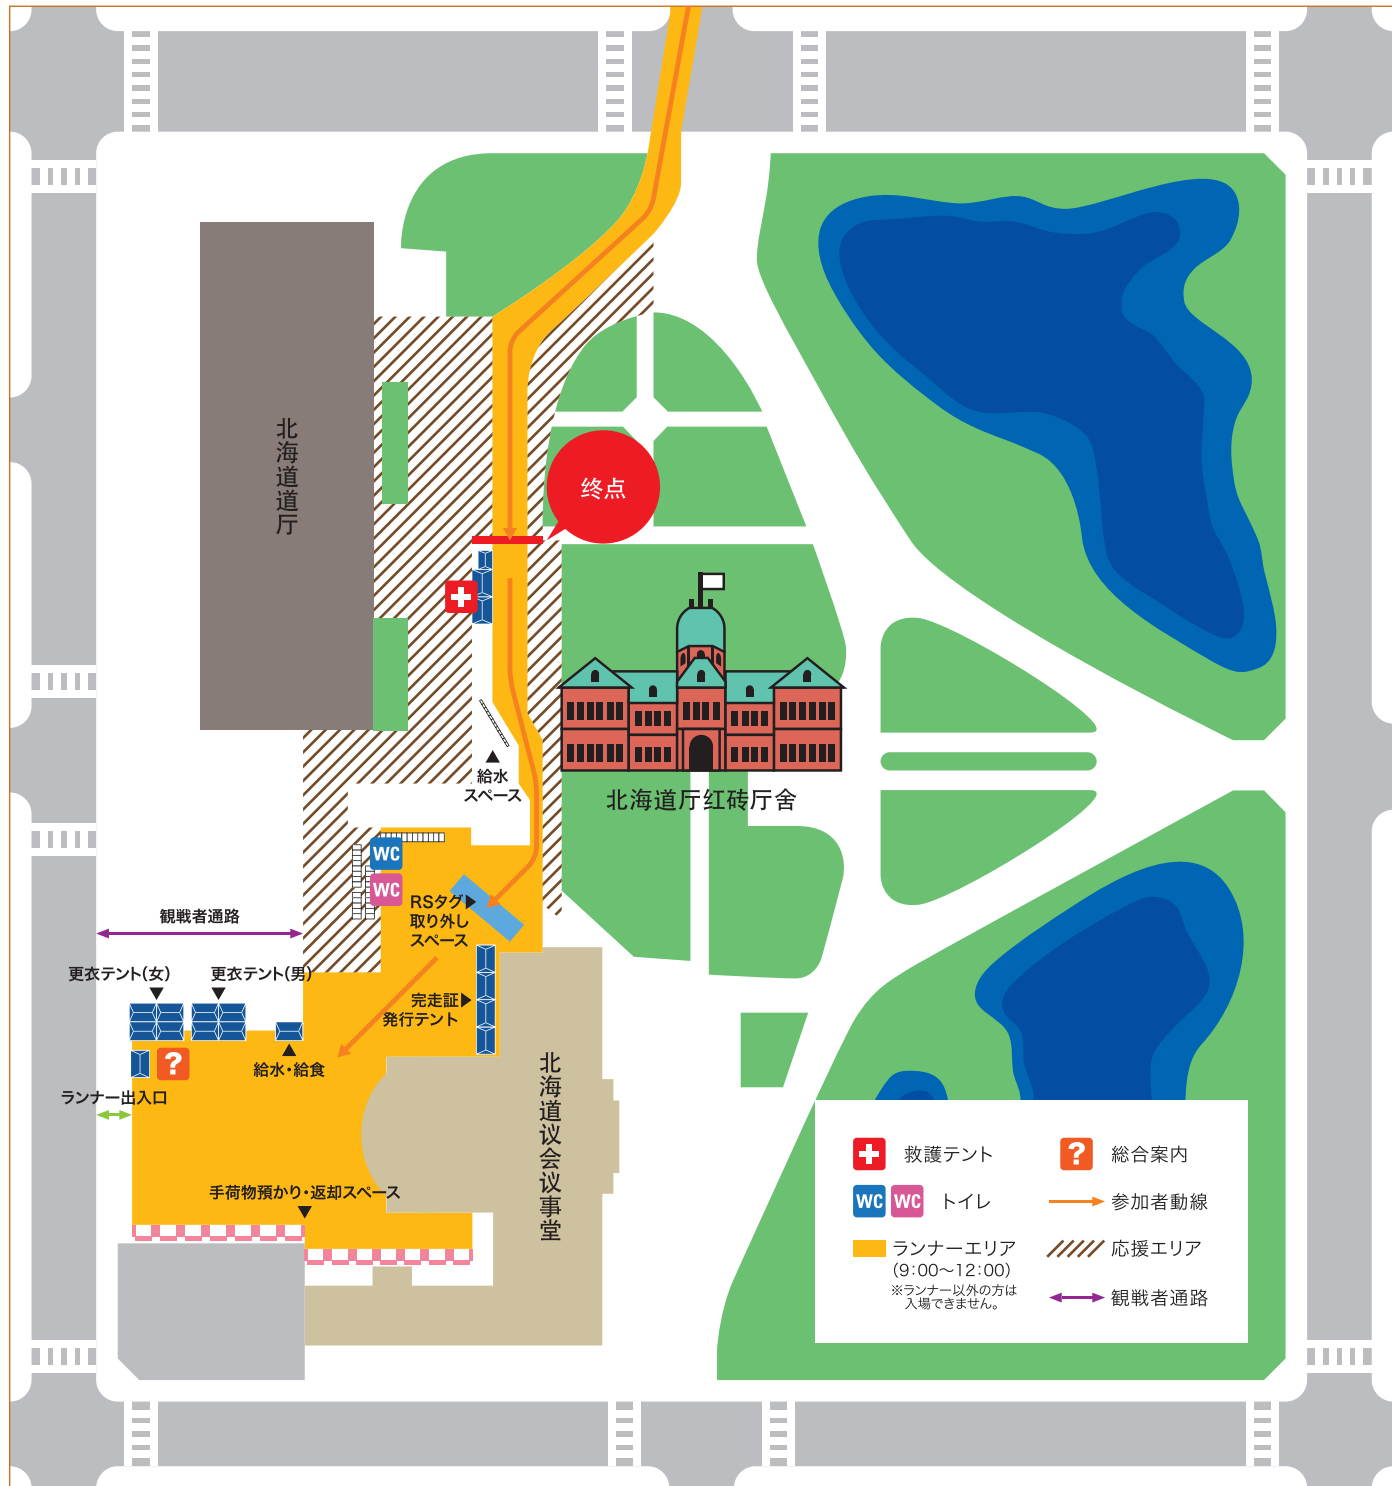 北海道道厅
终点
給水
スペース
北海道厅红砖厅舍
WC
WC
RSタグ
取り外し
スペース
観戦者通路
更衣テント(女)
更衣テント(男)
完走証
発行テント
?
給水・給食
ランナー出入口
北海道议会议事堂
手荷物預かり・返却スペース
救護テント
? 総合案内
WC WC トイレ
参加者動線
ランナーエリア
(9:00〜12:00)
※ランナー以外の方は
入場できません。
応援エリア
観戦者通路